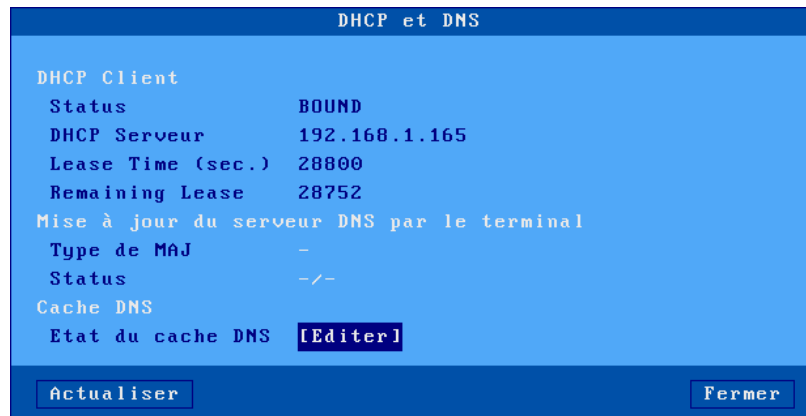 DHCP et DNS
DHCP Client
Status BOUND
DHCP Serveur 192.168.1.165
Lease Time (sec.) 28800
Remaining Lease 28752
Mise à jour du serveur DNS par le terminal
Type de MAJ -
Status -/-
Cache DNS
Etat du cache DNS [Editer]
Actualiser Fermer